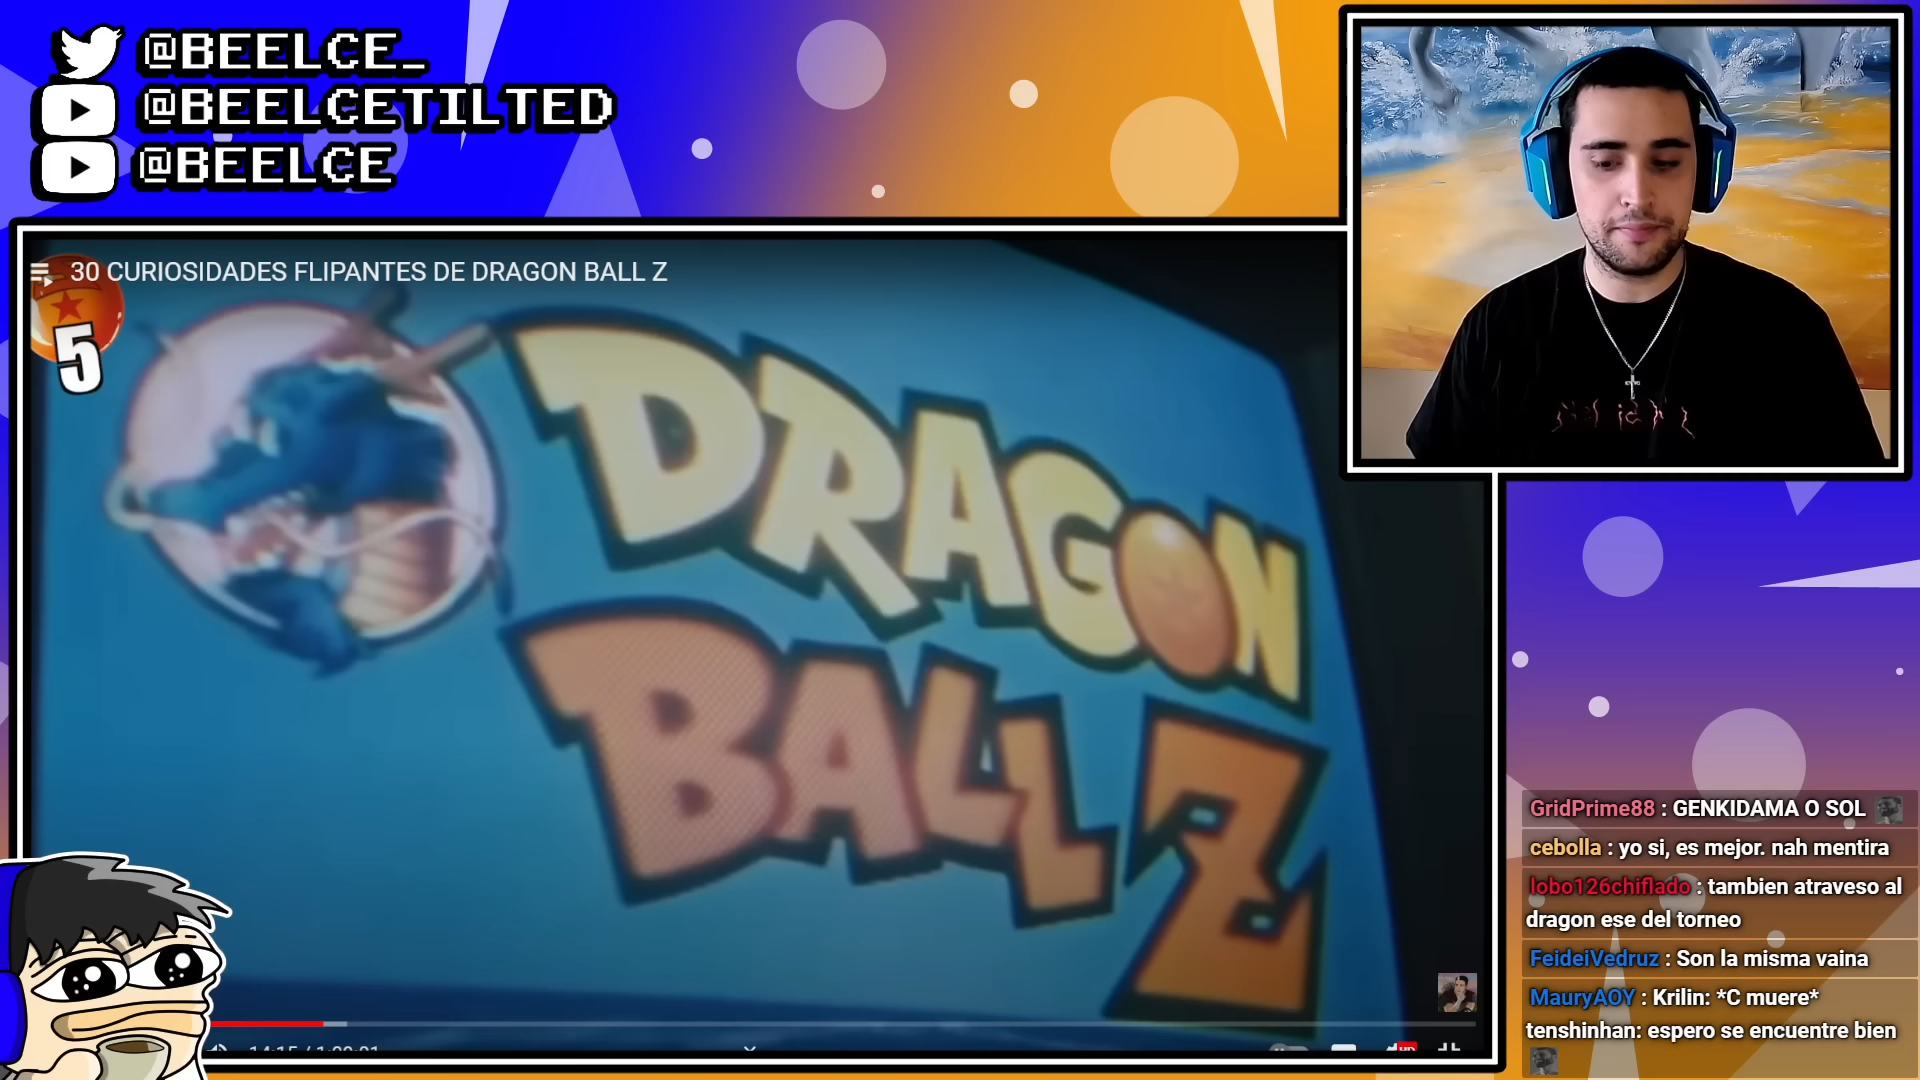 @BEELCE_
@BEELCETILTED
@BEELCE
30 CURIOSIDADES FLIPANTES DE DRAGON BALL Z
5
DRAGON
BALL Z
GridPrime88 : GENKIDAMA O SOL
cebolla : yo si, es mejor. nah mentira
lobo126chiflado : tambien atraveso al
dragon ese del torneo
FeideiVedruz : Son la misma vaina
MauryAOY : Krilin: *C muere*
tenshinhan: espero se encuentre bien
HD